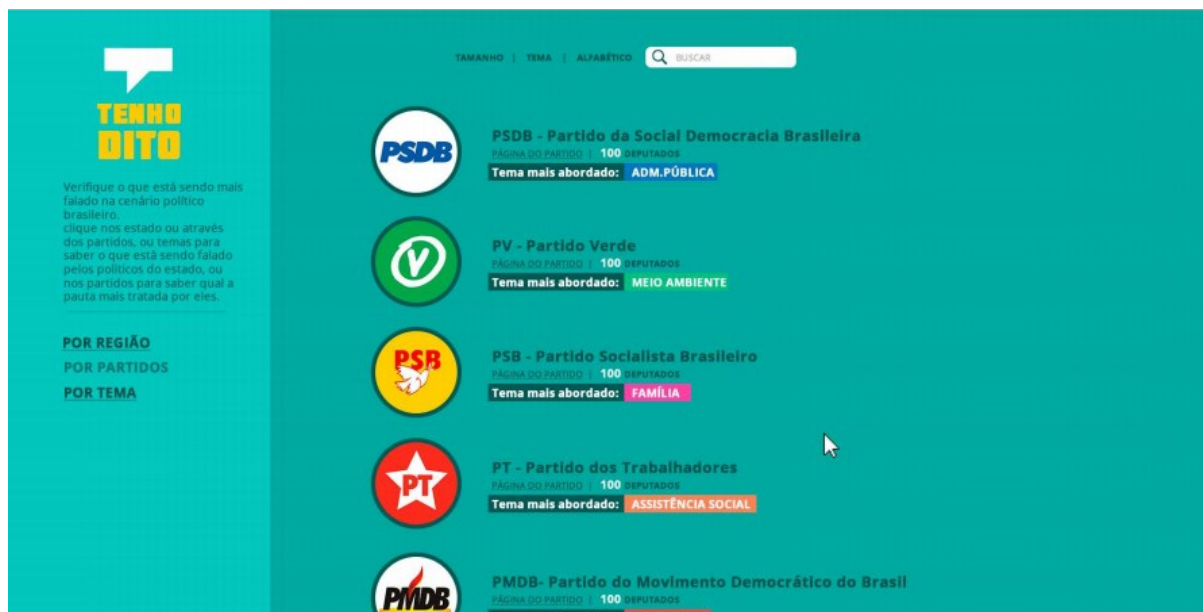 TENHO
DITO
Verifique o que está sendo mais
falado na cenário político
brasileiro.
clique nos estado ou através
dos partidos, ou temas para
saber o que está sendo falado
pelos políticos do estado, ou
nos partidos para saber qual a
pauta mais tratada por eles.
POR REGIÃO
POR PARTIDOS
POR TEMA
TAMANHO | TEMA | ALFABÉTICO BUSCAR
PSDB
PSDB - Partido da Social Democracia Brasileira
PÁGINA DO PARTIDO | 100 DEPUTADOS
Tema mais abordado: ADM.PÚBLICA
V
PV - Partido Verde
PÁGINA DO PARTIDO | 100 DEPUTADOS
Tema mais abordado: MEIO AMBIENTE
PSB
PSB - Partido Socialista Brasileiro
PÁGINA DO PARTIDO | 100 DEPUTADOS
Tema mais abordado: FAMÍLIA
PT
PT - Partido dos Trabalhadores
PÁGINA DO PARTIDO | 100 DEPUTADOS
Tema mais abordado: ASSISTÊNCIA SOCIAL
PMDB
PMDB- Partido do Movimento Democrático do Brasil
PÁGINA DO PARTIDO | 100 DEPUTADOS